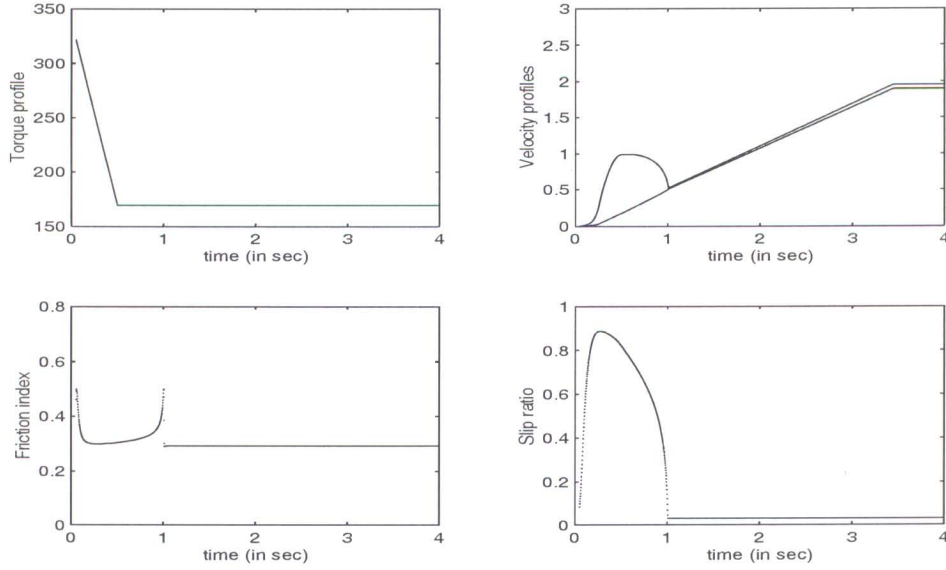 350
300
250
200
150
Torque profile
0 1 2 3 4
time (in sec)
3
2.5
2
1.5
1
0.5
0
Velocity profiles
0 1 2 3 4
time (in sec)
0.8
0.6
0.4
0.2
0
Friction index
0 1 2 3 4
time (in sec)
1
0.8
0.6
0.4
0.2
0
Slip ratio
0 1 2 3 4
time (in sec)